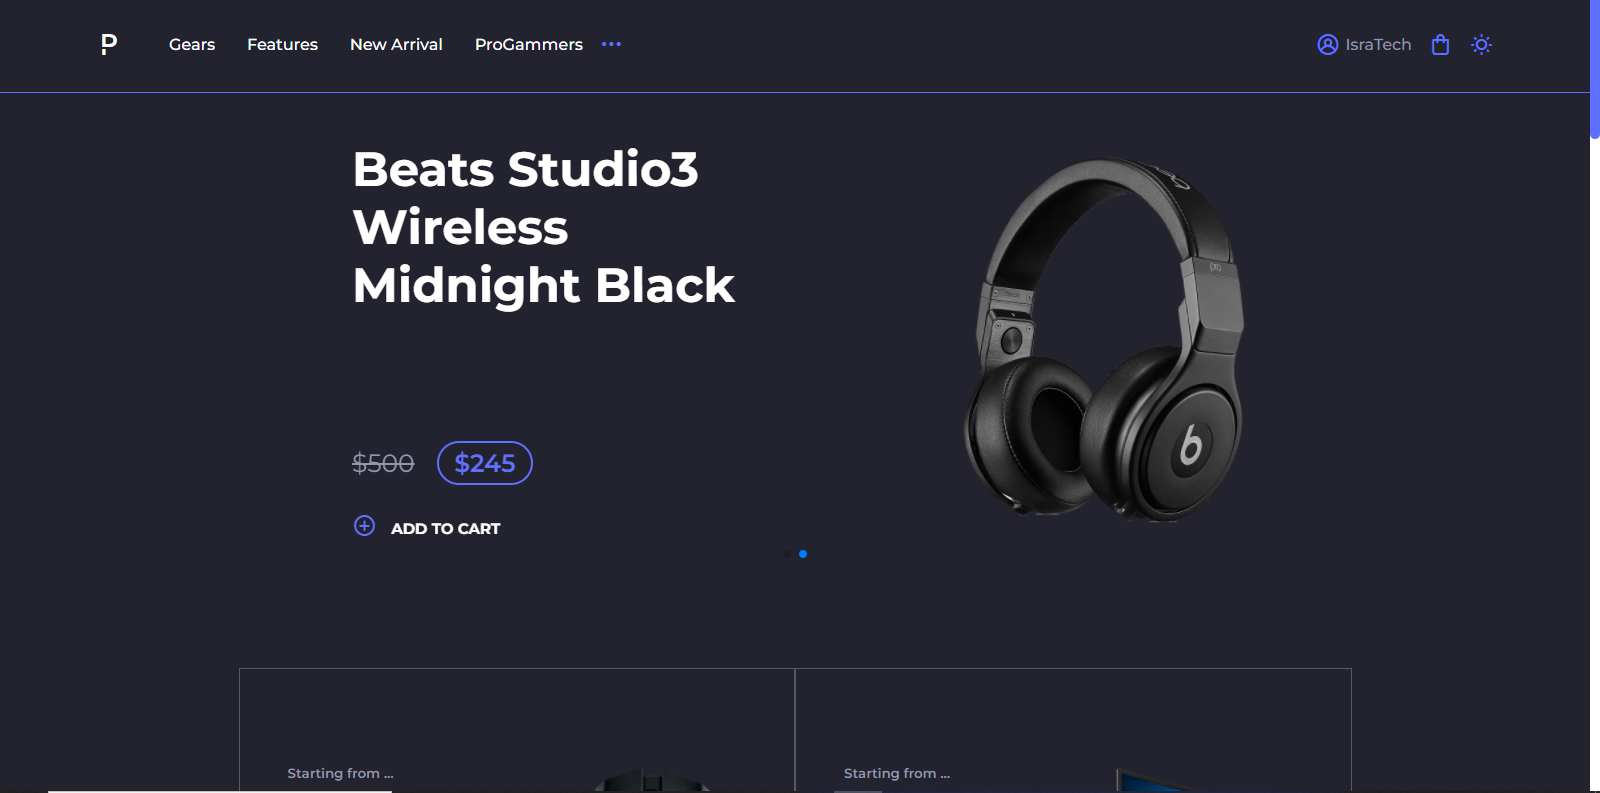 P
Gears Features New Arrival ProGammers
IsraTech
Beats Studio3
Wireless
Midnight Black
$500 $245
ADD TO CART
b
Starting from ...
Starting from ...